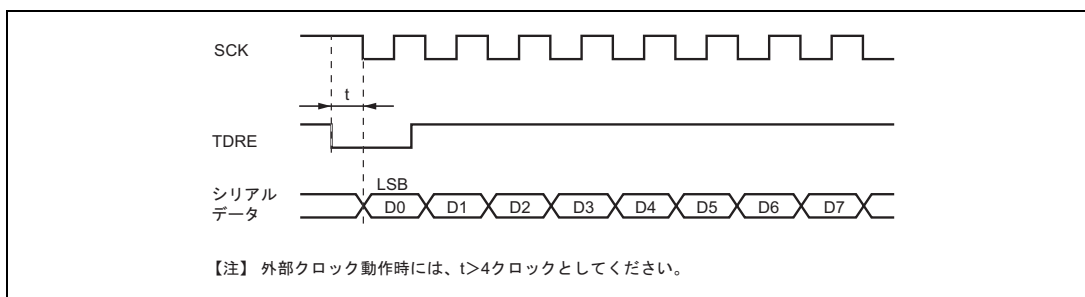 SCK
t
TDRE
LSB
シリアル
データ
D0 D1 D2 D3 D4 D5 D6 D7
【注】 外部クロック動作時には、t＞4クロックとしてください。